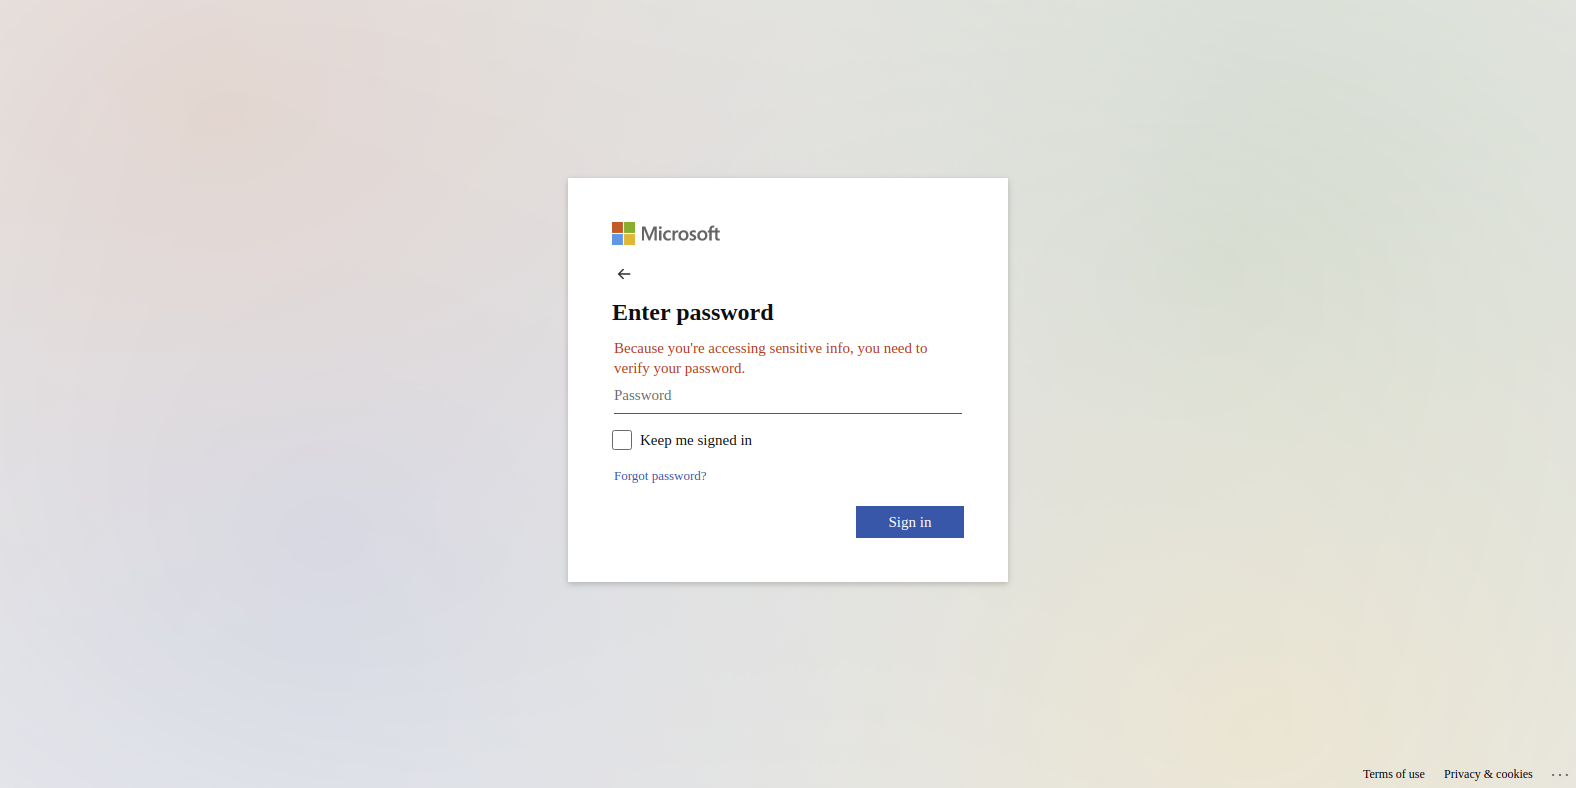 Microsoft
Enter password
Because you're accessing sensitive info, you need to
verify your password.
Password
Keep me signed in
Forgot password?
Sign in
Terms of use Privacy & cookies ...